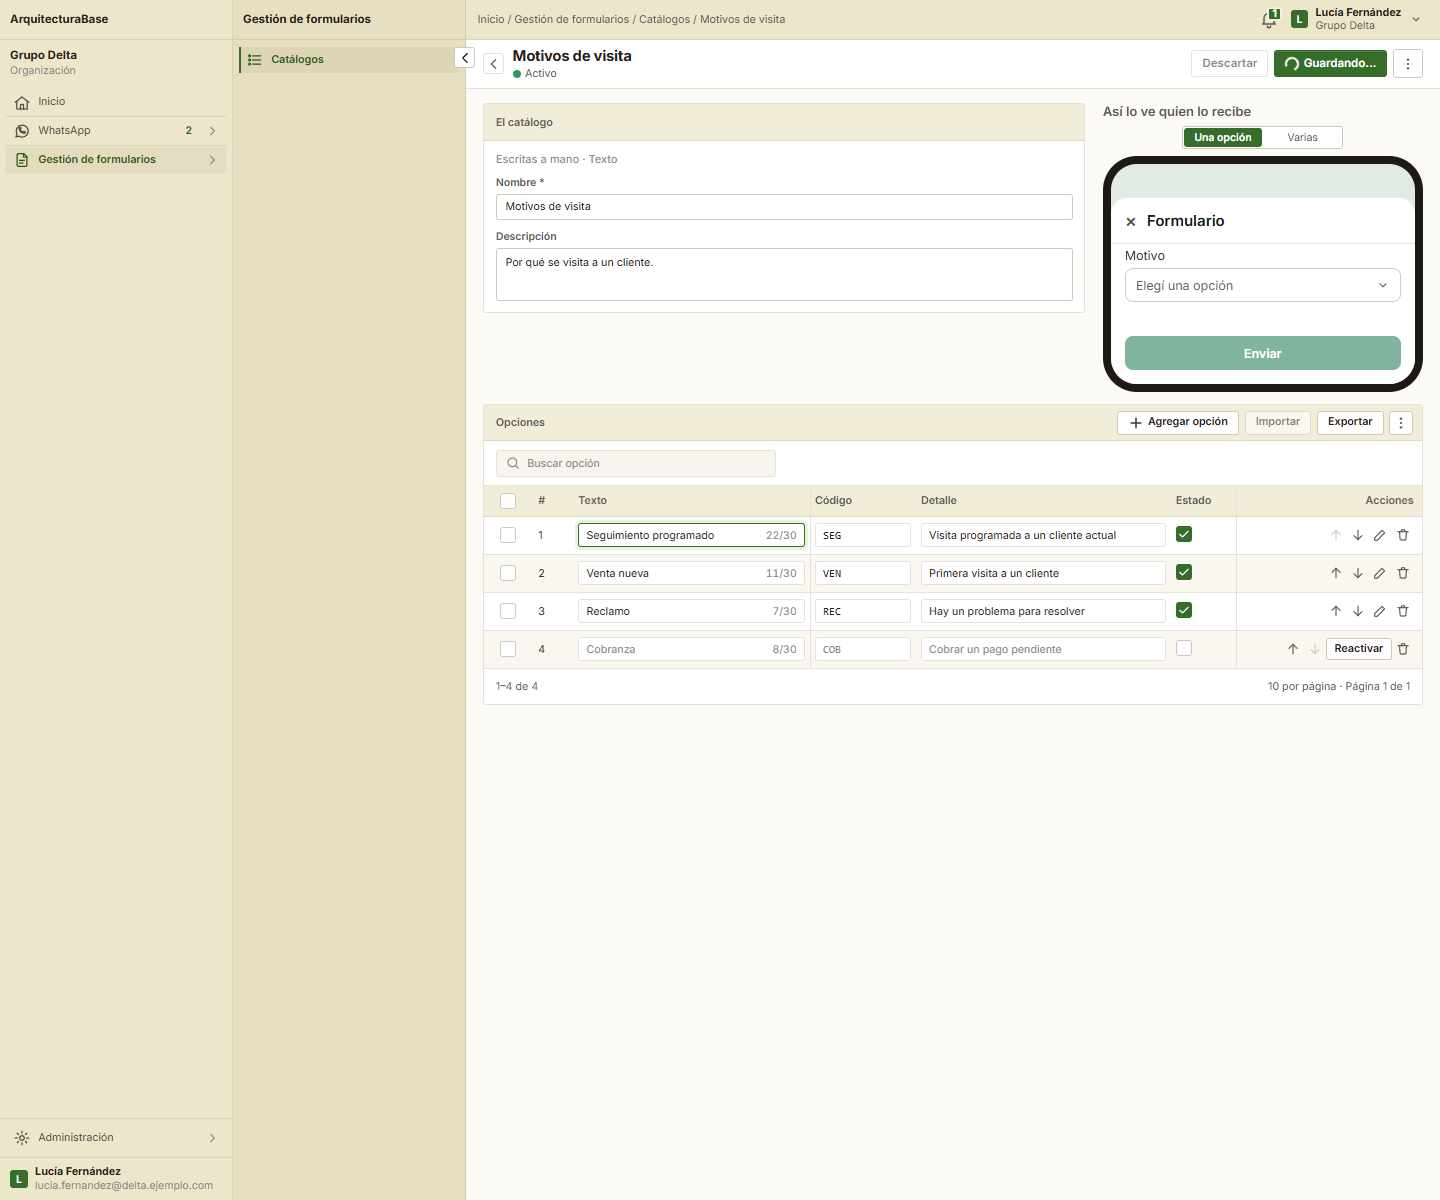 ArquitecturaBase
Grupo Delta
Organización
Inicio
WhatsApp 2
Gestión de formularios
Administración
L
Lucía Fernández
lucia.fernandez@delta.ejemplo.com
Gestión de formularios
Catálogos
Inicio / Gestión de formularios / Catálogos / Motivos de visita
1
L
Lucía Fernández
Grupo Delta
Motivos de visita
Activo
Descartar
Guardando...
El catálogo
Escritas a mano · Texto
Nombre *
Motivos de visita
Descripción
Por qué se visita a un cliente.
Así lo ve quien lo recibe
Una opción Varias
× Formulario
Motivo
Elegí una opción
Enviar
Opciones
Agregar opción Importar Exportar
Buscar opción
# Texto Código Detalle Estado Acciones
1 Seguimiento programado 22/30 SEG Visita programada a un cliente actual
2 Venta nueva 11/30 VEN Primera visita a un cliente
3 Reclamo 7/30 REC Hay un problema para resolver
4 Cobranza 8/30 COB Cobrar un pago pendiente Reactivar
1–4 de 4
10 por página · Página 1 de 1